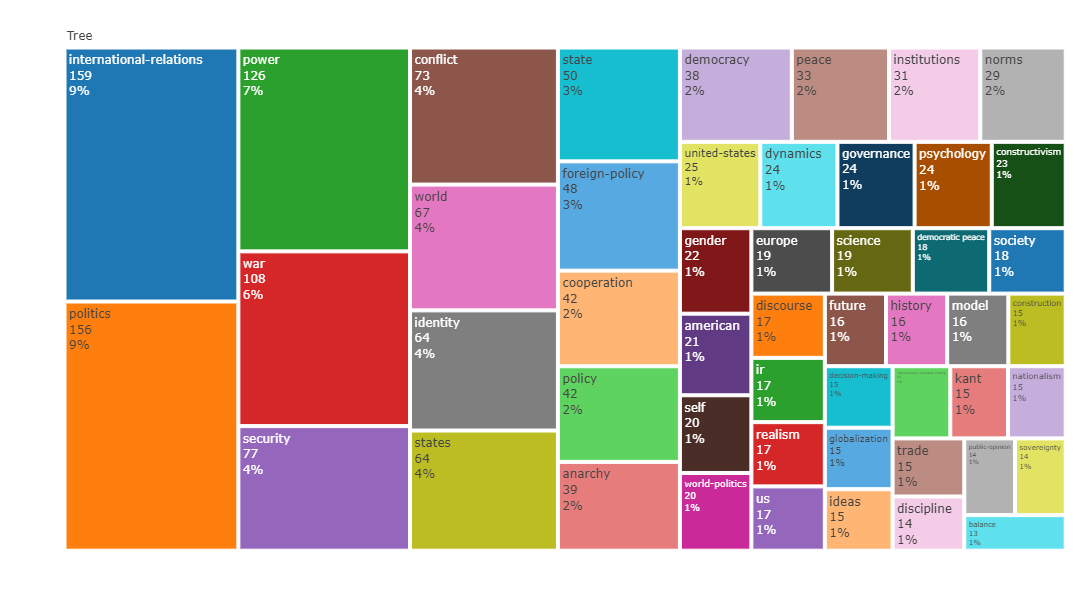 Tree
international-relations
159
9%
politics
156
9%
power
126
7%
war
108
6%
security
77
4%
conflict
73
4%
world
67
4%
identity
64
4%
states
64
4%
state
50
3%
foreign-policy
48
3%
cooperation
42
2%
policy
42
2%
anarchy
39
2%
democracy
38
2%
peace
33
2%
institutions
31
2%
norms
29
2%
united-states
25
1%
dynamics
24
1%
governance
24
1%
psychology
24
1%
constructivism
23
1%
gender
22
1%
american
21
1%
self
20
1%
world-politics
20
1%
europe
19
1%
science
19
1%
democratic peace
18
1%
society
18
1%
discourse
17
1%
ir
17
1%
realism
17
1%
us
17
1%
future
16
1%
history
16
1%
model
16
1%
construction
15
1%
decision-making
15
1%
globalization
15
1%
ideas
15
1%
kant
15
1%
nationalism
15
1%
trade
15
1%
discipline
14
1%
public-opinion
14
1%
sovereignty
14
1%
balance
13
1%